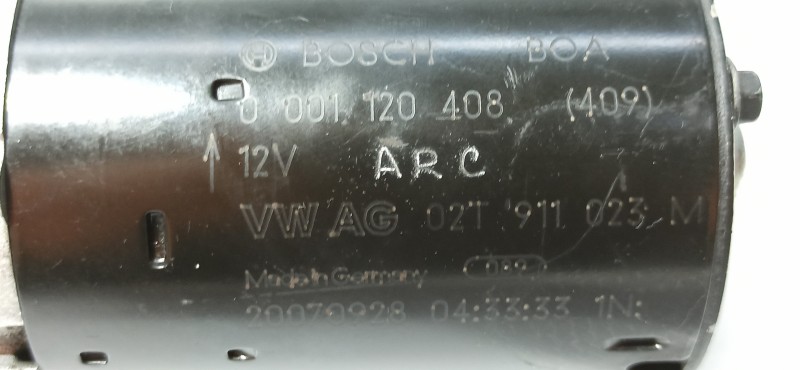 BOSCH BOA
0 001 120 408 (409)
12V ARC
VW AG 02T 911 023 M
Made in Germany 089
20070928 04:33:33 1N: